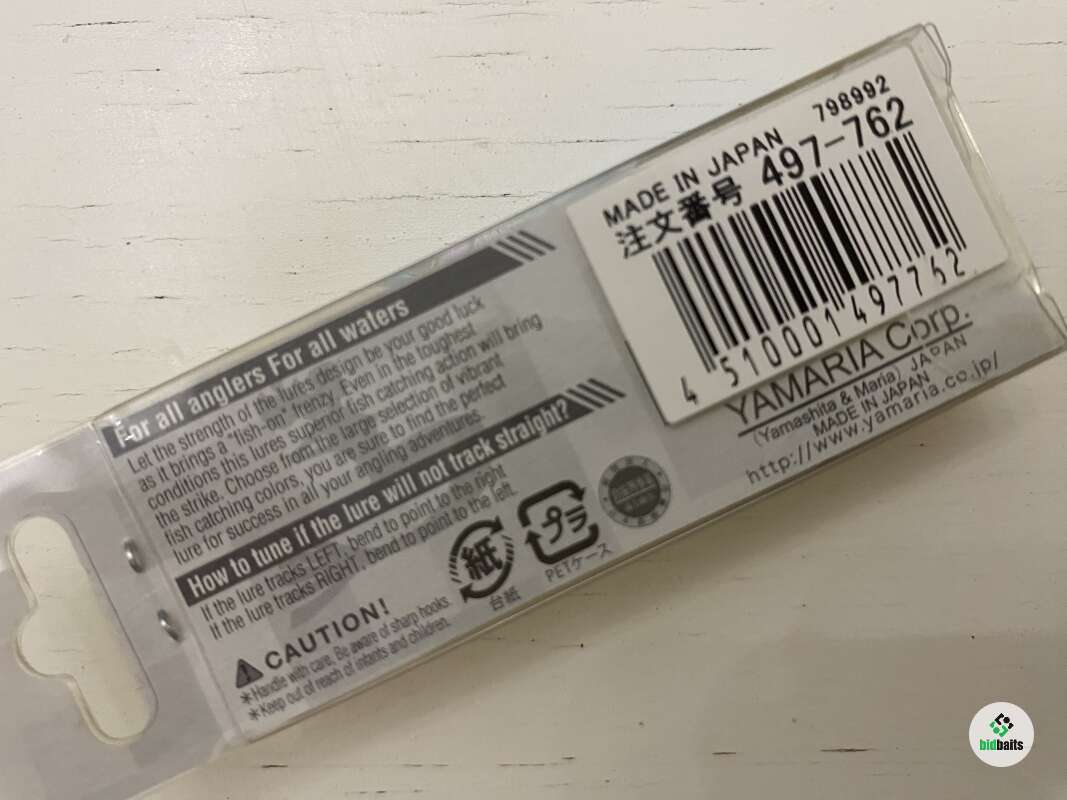 798992
MADE IN JAPAN
注文番号 497-762
4 510001 497762
YAMARIA Corp.
(Yamashita & Maria) JAPAN
MADE IN JAPAN
http://www.yamaria.co.jp/
For all anglers For all waters
Let the strength of the lures design be your good luck
as it brings a "fish-on" frenzy. Even in the toughest
conditions this lures superior fish catching action will bring
the strike. Choose from the large selection of vibrant
fish catching colors, you are sure to find the perfect
lure for success in all your angling adventures.
How to tune if the lure will not track straight?
If the lure tracks LEFT, bend to point to the right
If the lure tracks RIGHT, bend to point to the left.
紙
台紙
プラ
PETケース
CAUTION!
*Handle with care. Be aware of sharp hooks.
*Keep out of reach of infants and children.
bidbaits